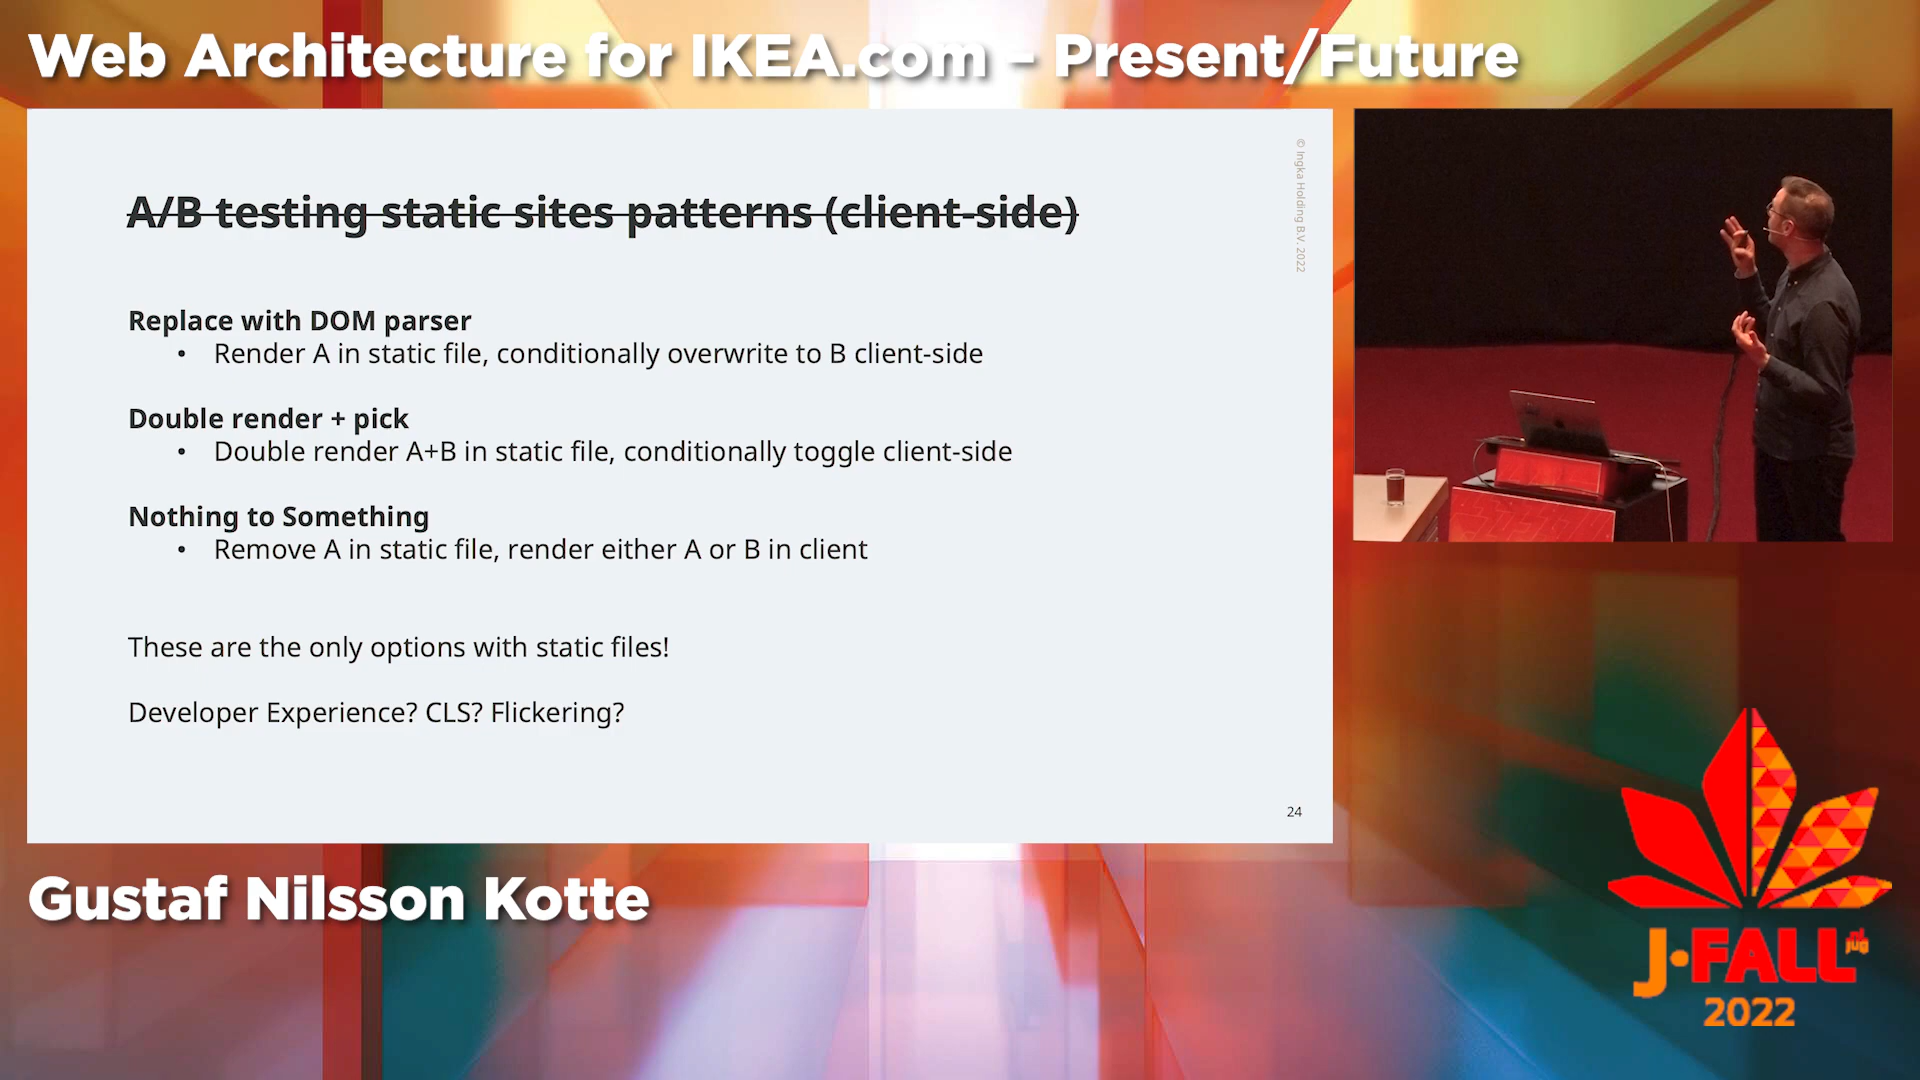 Web Architecture for IKEA.com – Present/Future
© Ingka Holding B.V. 2022
A/B testing static sites patterns (client-side)
Replace with DOM parser
• Render A in static file, conditionally overwrite to B client-side
Double render + pick
• Double render A+B in static file, conditionally toggle client-side
Nothing to Something
• Remove A in static file, render either A or B in client
These are the only options with static files!
Developer Experience? CLS? Flickering?
24
Gustaf Nilsson Kotte
J•FALL
nl
jug
2022